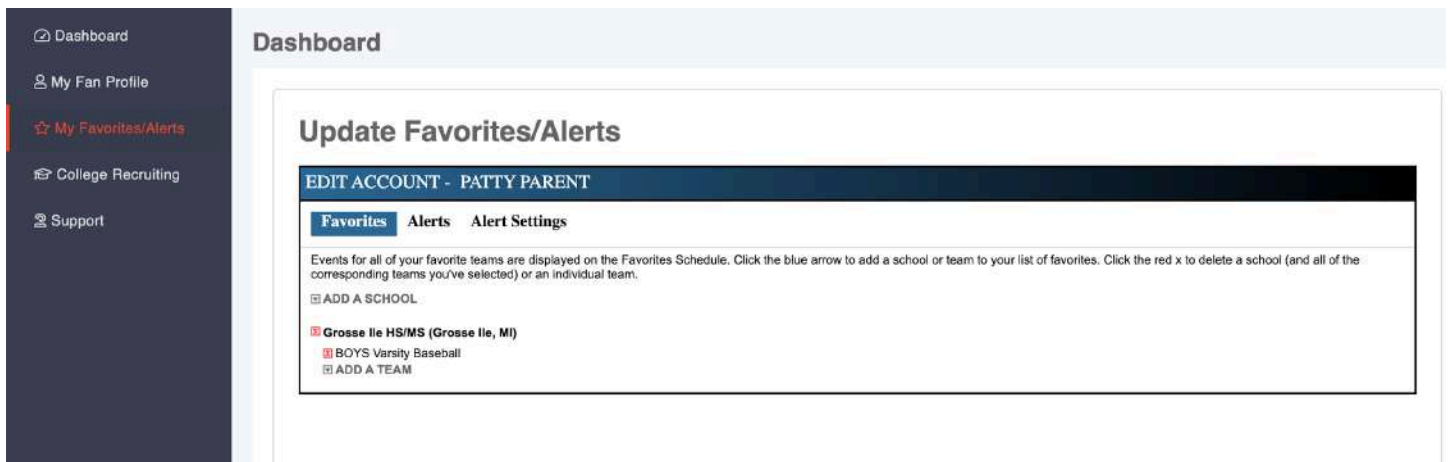 Dashboard
My Fan Profile
My Favorites/Alerts
College Recruiting
Support
Dashboard
Update Favorites/Alerts
EDIT ACCOUNT - PATTY PARENT
Favorites Alerts Alert Settings
Events for all of your favorite teams are displayed on the Favorites Schedule. Click the blue arrow to add a school or team to your list of favorites. Click the red x to delete a school (and all of the
corresponding teams you've selected) or an individual team.
ADD A SCHOOL
Grosse Ile HS/MS (Grosse Ile, MI)
BOYS Varsity Baseball
ADD A TEAM